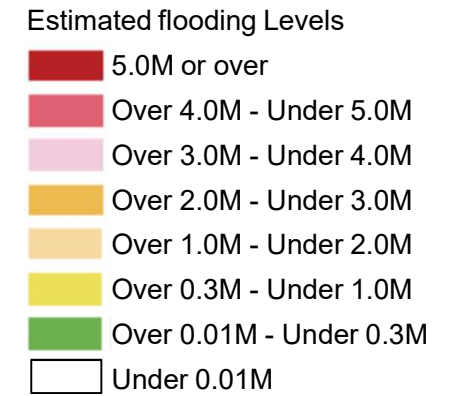 Estimated flooding Levels
5.0M or over
Over 4.0M - Under 5.0M
Over 3.0M - Under 4.0M
Over 2.0M - Under 3.0M
Over 1.0M - Under 2.0M
Over 0.3M - Under 1.0M
Over 0.01M - Under 0.3M
Under 0.01M